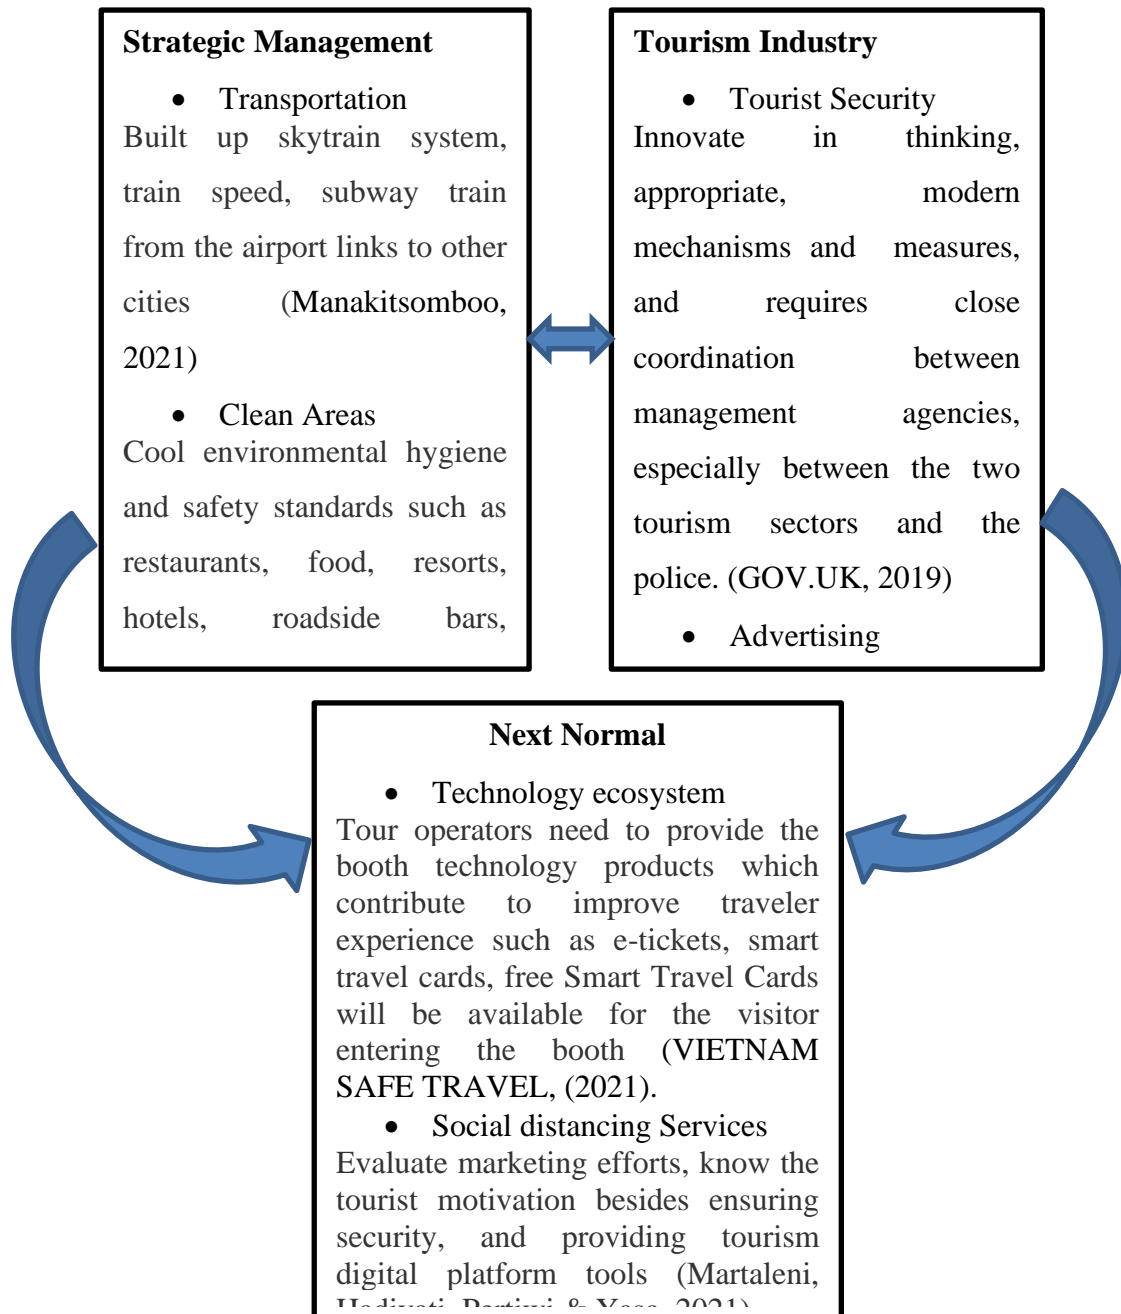 Strategic Management
• Transportation
Built up skytrain system,
train speed, subway train
from the airport links to other
cities (Manakitsomboo,
2021)
• Clean Areas
Cool environmental hygiene
and safety standards such as
restaurants, food, resorts,
hotels, roadside bars,
Tourism Industry
• Tourist Security
Innovate in thinking,
appropriate, modern
mechanisms and measures,
and requires close
coordination between
management agencies,
especially between the two
tourism sectors and the
police. (GOV.UK, 2019)
• Advertising
Next Normal
• Technology ecosystem
Tour operators need to provide the
booth technology products which
contribute to improve traveler
experience such as e-tickets, smart
travel cards, free Smart Travel Cards
will be available for the visitor
entering the booth (VIETNAM
SAFE TRAVEL, (2021).
• Social distancing Services
Evaluate marketing efforts, know the
tourist motivation besides ensuring
security, and providing tourism
digital platform tools (Martaleni,
Hadiyati, Pertiwi & Yasa, 2021)